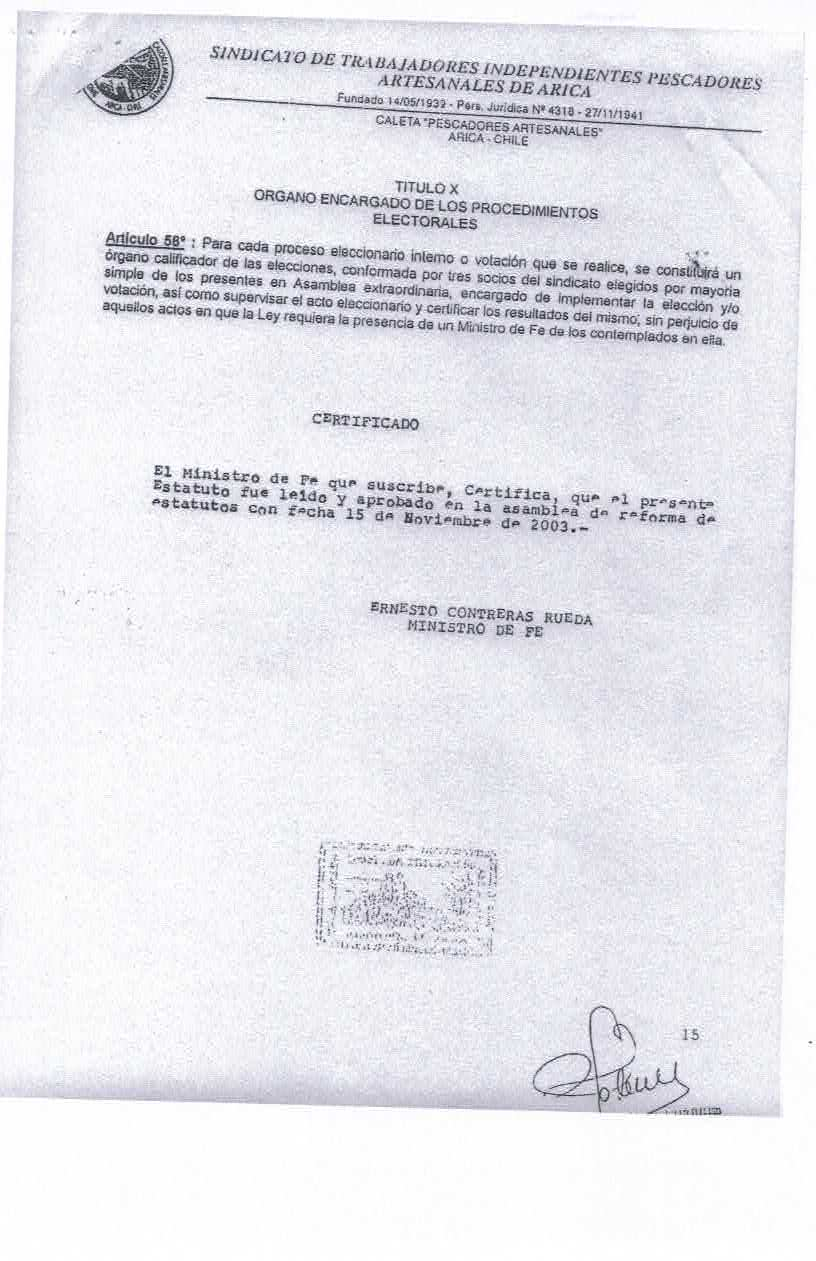 SINDICATO DE TRABAJADORES INDEPENDIENTES PESCADORES
ARTESANALES DE ARICA
Fundado 14/05/1939 - Pers. Jurídica Nº 4318 - 27/11/1941
CALETA "PESCADORES ARTESANALES"
ARICA - CHILE
ARICA - CHILE
TITULO X
ORGANO ENCARGADO DE LOS PROCEDIMIENTOS
ELECTORALES
Artículo 58° : Para cada proceso eleccionario interno o votación que se realice, se constituirá un
órgano calificador de las elecciones, conformada por tres socios del sindicato elegidos por mayoría
simple de los presentes en Asamblea extraordinaria, encargado de implementar la elección y/o
votación, así como supervisar el acto eleccionario y certificar los resultados del mismo, sin perjuicio de
aquellos actos en que la Ley requiera la presencia de un Ministro de Fe de los contemplados en ella.
CERTIFICADO
El Ministro de Fe que suscribe, Certifica, que el presente
Estatuto fue leido y aprobado en la asamblea de reforma de
estatutos con fecha 15 de Noviembre de 2003.-
ERNESTO CONTRERAS RUEDA
MINISTRO DE FE
15